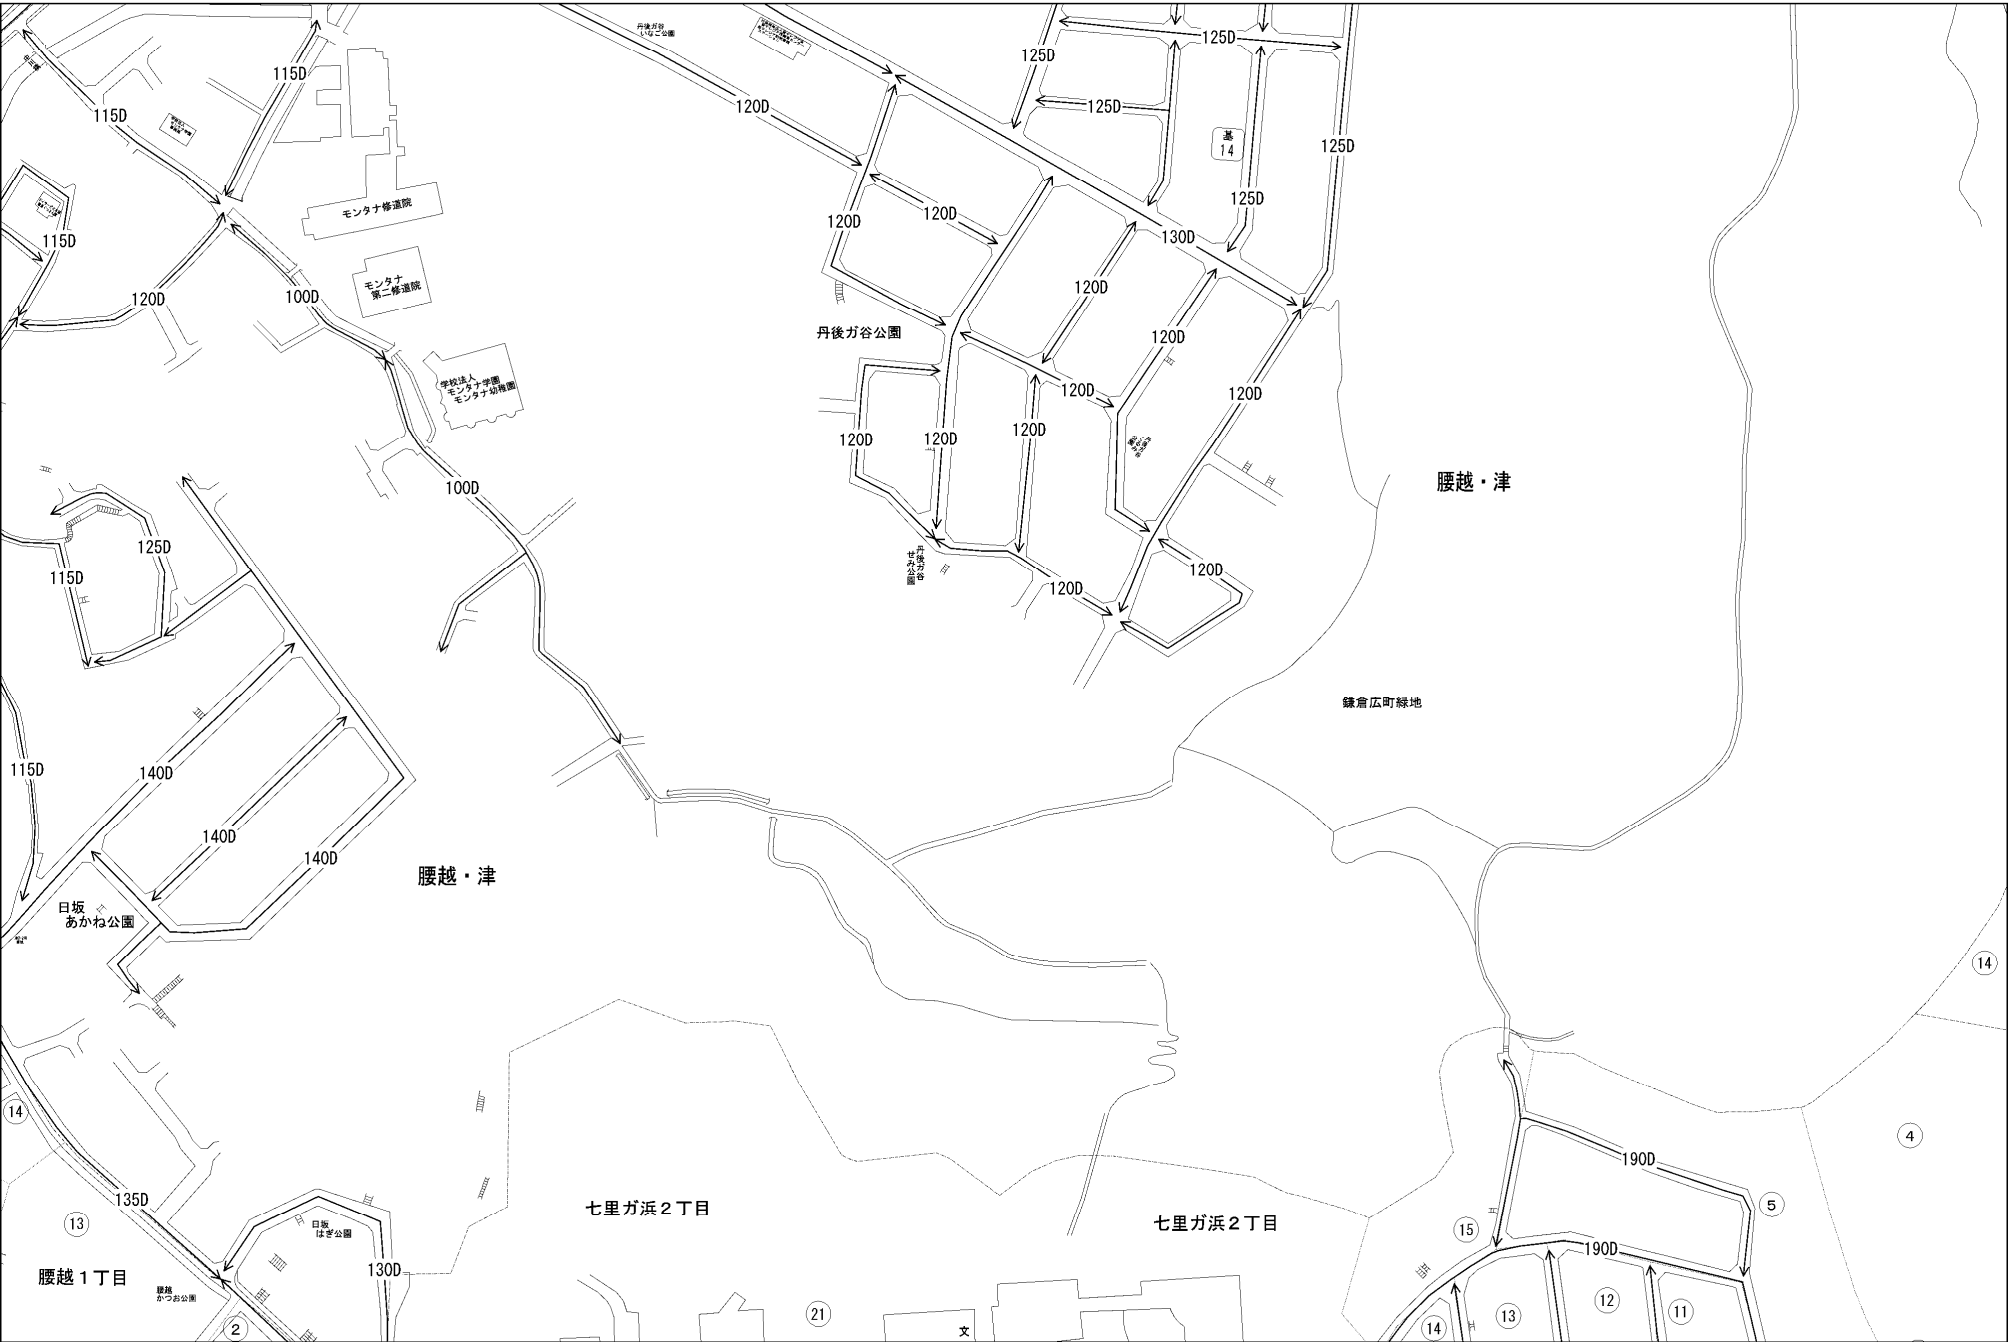 丹後ガ谷
いなご公園
125D
125D
115D
120D
115D
125D
基
14
125D
125D
モンタナ修道院
120D
120D
130D
115D
モンタナ
第二修道院
120D
100D
120D
丹後ガ谷公園
120D
学校法人
モンタナ学園
モンタナ幼稚園
120D
120D
120D
120D
120D
100D
腰越・津
125D
丹後ガ谷
せみ公園
115D
120D
120D
鎌倉広町緑地
115D
140D
140D
140D
腰越・津
日坂
あかね公園
14
14
4
135D
190D
七里ガ浜２丁目
5
13
日坂
はぎ公園
七里ガ浜２丁目
15
190D
腰越１丁目
130D
腰越
かつお公園
2
21
文
14
13
12
11